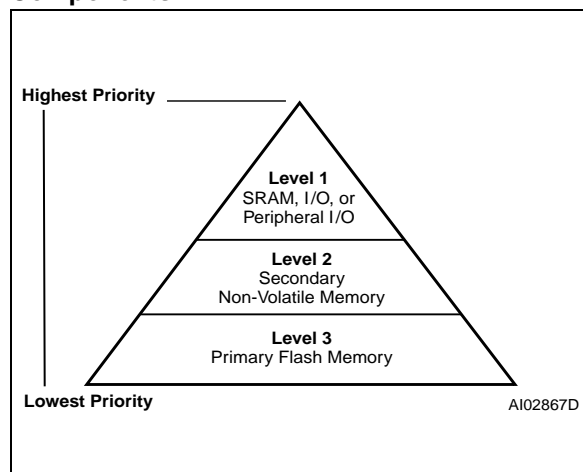 Highest Priority
Level 1
SRAM, I/O, or
Peripheral I/O
Level 2
Secondary
Non-Volatile Memory
Level 3
Primary Flash Memory
Lowest Priority
AI02867D